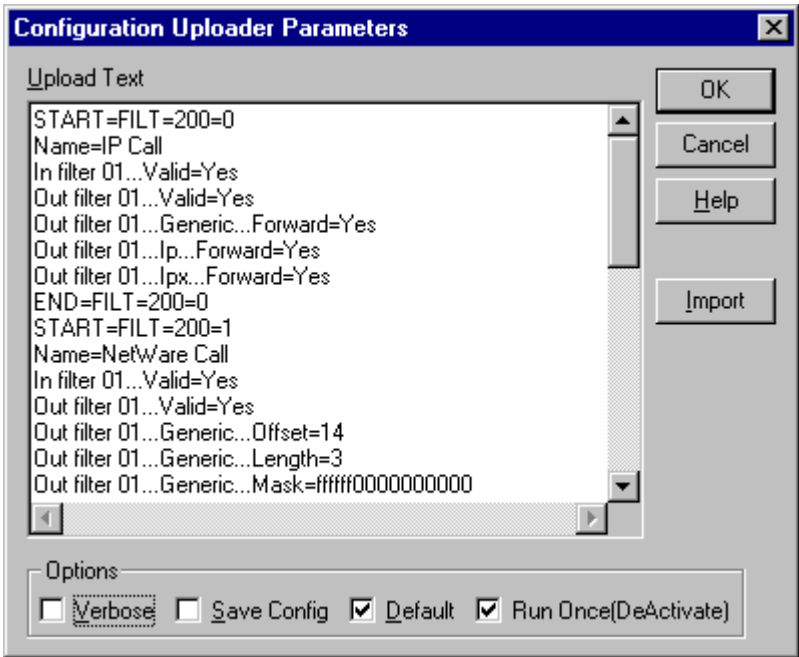 Configuration Uploader Parameters
Upload Text
START=FILT=200=0
Name=IP Call
In filter 01...Valid=Yes
Out filter 01...Valid=Yes
Out filter 01...Generic...Forward=Yes
Out filter 01...Ip...Forward=Yes
Out filter 01...Ipx...Forward=Yes
END=FILT=200=0
START=FILT=200=1
Name=NetWare Call
In filter 01...Valid=Yes
Out filter 01...Valid=Yes
Out filter 01...Generic...Offset=14
Out filter 01...Generic...Length=3
Out filter 01...Generic...Mask=ffffff0000000000
OK
Cancel
Help
Import
Options
Verbose Save Config Default Run Once(DeActivate)